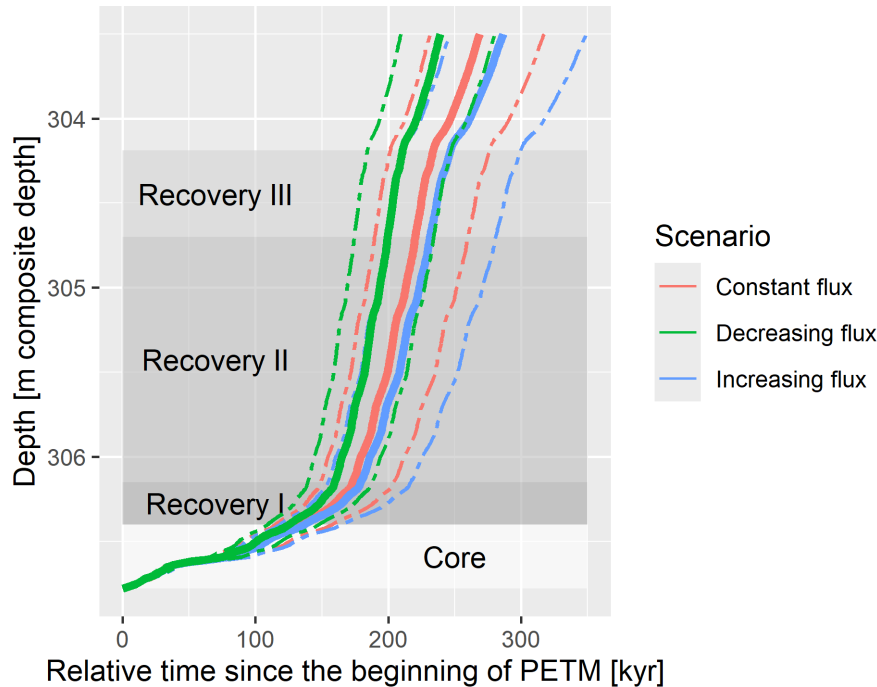 304
305
306
Depth [m composite depth]
Recovery III
Recovery II
Recovery I
Core
0
100
200
300
Relative time since the beginning of PETM [kyr]
Scenario
Constant flux
Decreasing flux
Increasing flux